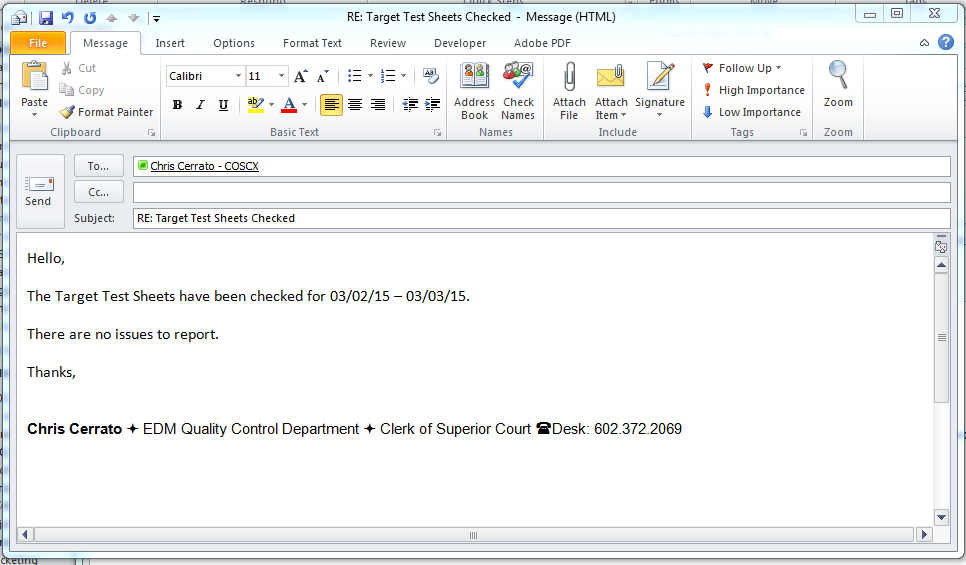 RE: Target Test Sheets Checked - Message (HTML)
File Message Insert Options Format Text Review Developer Adobe PDF
Paste
Cut
Copy
Format Painter
Clipboard
Calibri 11
B I U
Basic Text
Address Book
Check Names
Names
Attach File
Attach Item
Signature
Include
Follow Up
High Importance
Low Importance
Tags
Zoom
Zoom
Send
To... Chris Cerrato - COSCX
Cc...
Subject: RE: Target Test Sheets Checked
Hello,
The Target Test Sheets have been checked for 03/02/15 – 03/03/15.
There are no issues to report.
Thanks,
Chris Cerrato ✦ EDM Quality Control Department ✦ Clerk of Superior Court ☎Desk: 602.372.2069